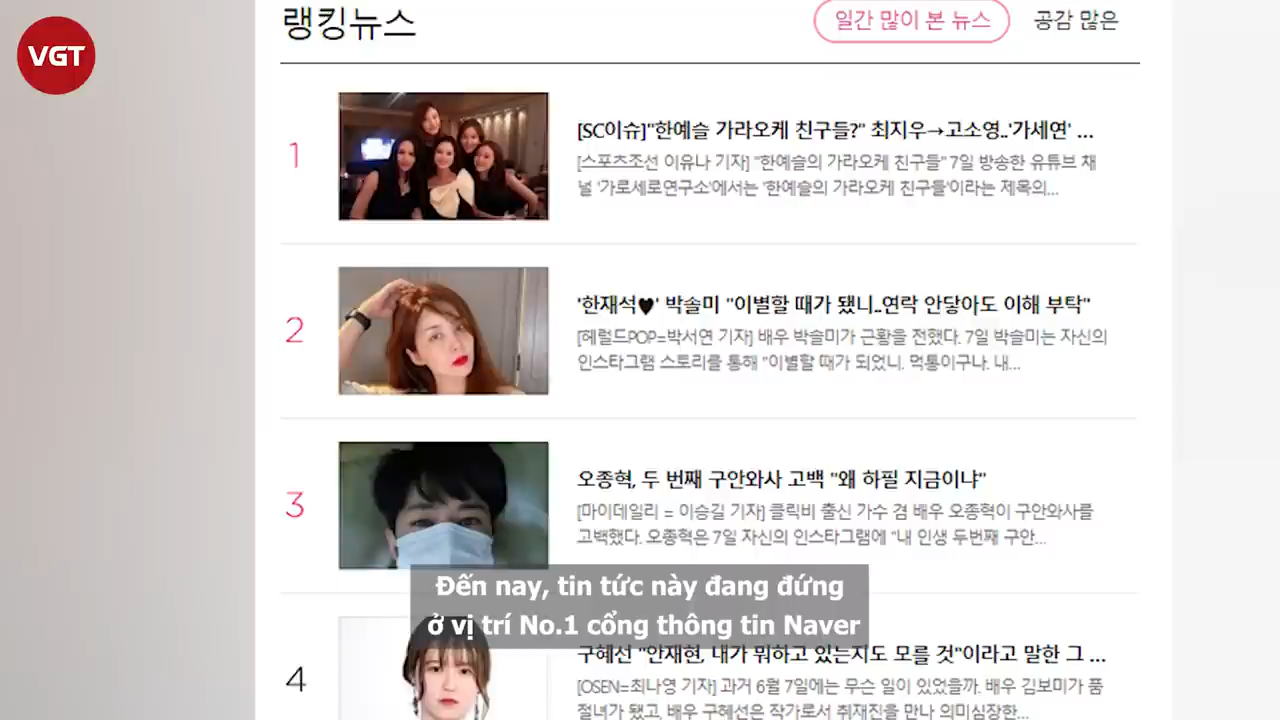 VGT
랭킹뉴스
일간 많이 본 뉴스
공감 많은
1
[SC이슈]"한예슬 가라오케 친구들?" 최지우→고소영..'가세연' ...
[스포츠조선 이유나 기자] "한예슬의 가라오케 친구들" 7일 방송한 유튜브 채
널 '가로세로연구소'에서는 '한예슬의 가라오케 친구들'이라는 제목의...
2
'한재석♥' 박솔미 "이별할 때가 됐니..연락 안닿아도 이해 부탁"
[헤럴드POP=박서연 기자] 배우 박솔미가 근황을 전했다. 7일 박솔미는 자신의
인스타그램 스토리를 통해 "이별할 때가 되었니. 먹통이구나. 내...
3
오종혁, 두 번째 구안와사 고백 "왜 하필 지금이냐"
[마이데일리 = 이승길 기자] 클릭비 출신 가수 겸 배우 오종혁이 구안와사를
고백했다. 오종혁은 7일 자신의 인스타그램에 "내 인생 두번째 구안...
Đến nay, tin tức này đang đứng
ở vị trí No.1 cổng thông tin Naver
4
구혜선 "안재현, 내가 뭐하고 있는지도 모를 것"이라고 말한 그 ...
[OSEN=최나영 기자] 과거 6월 7일에는 무슨 일이 있었을까. 배우 김보미가 품
절녀가 됐고, 배우 구혜선은 작가로서 취재진을 만나 의미심장한...